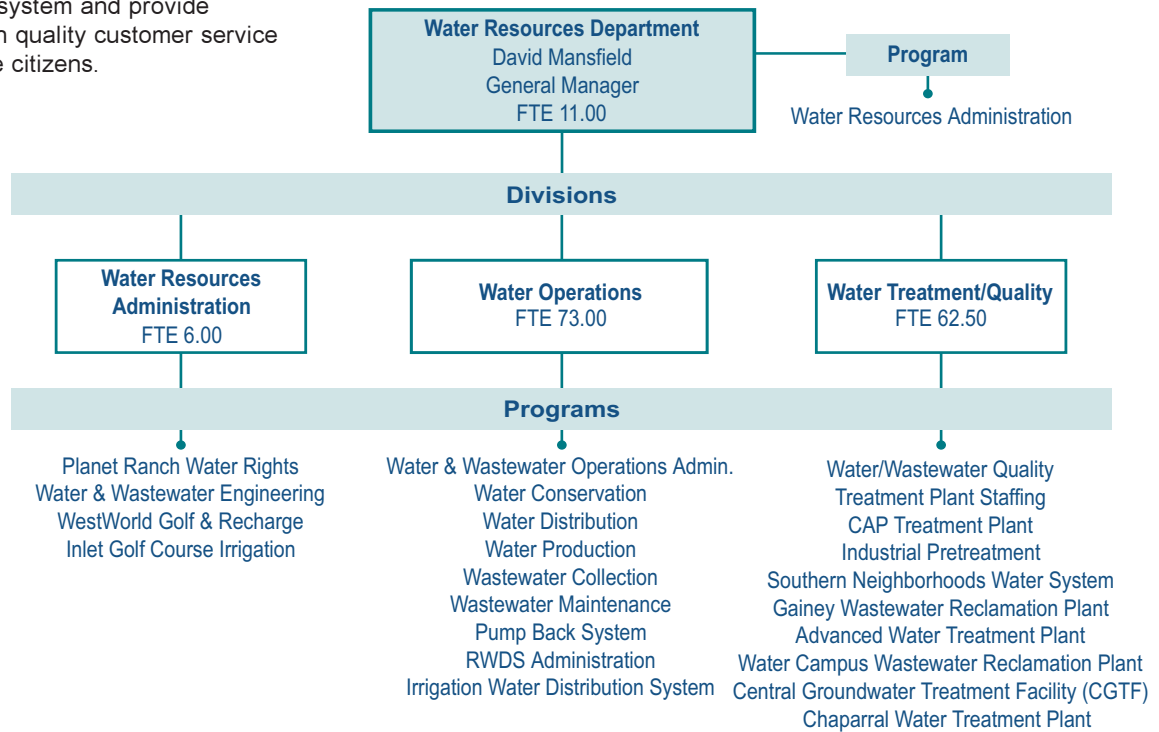 system and provide
quality customer service
citizens.
Water Resources Department
David Mansfield
General Manager
FTE 11.00
Program
Water Resources Administration
Divisions
Water Resources
Administration
FTE 6.00
Water Operations
FTE 73.00
Water Treatment/Quality
FTE 62.50
Programs
Planet Ranch Water Rights
Water & Wastewater Engineering
WestWorld Golf & Recharge
Inlet Golf Course Irrigation
Water & Wastewater Operations Admin.
Water Conservation
Water Distribution
Water Production
Wastewater Collection
Wastewater Maintenance
Pump Back System
RWDS Administration
Irrigation Water Distribution System
Water/Wastewater Quality
Treatment Plant Staffing
CAP Treatment Plant
Industrial Pretreatment
Southern Neighborhoods Water System
Gainey Wastewater Reclamation Plant
Advanced Water Treatment Plant
Water Campus Wastewater Reclamation Plant
Central Groundwater Treatment Facility (CGTF)
Chaparral Water Treatment Plant